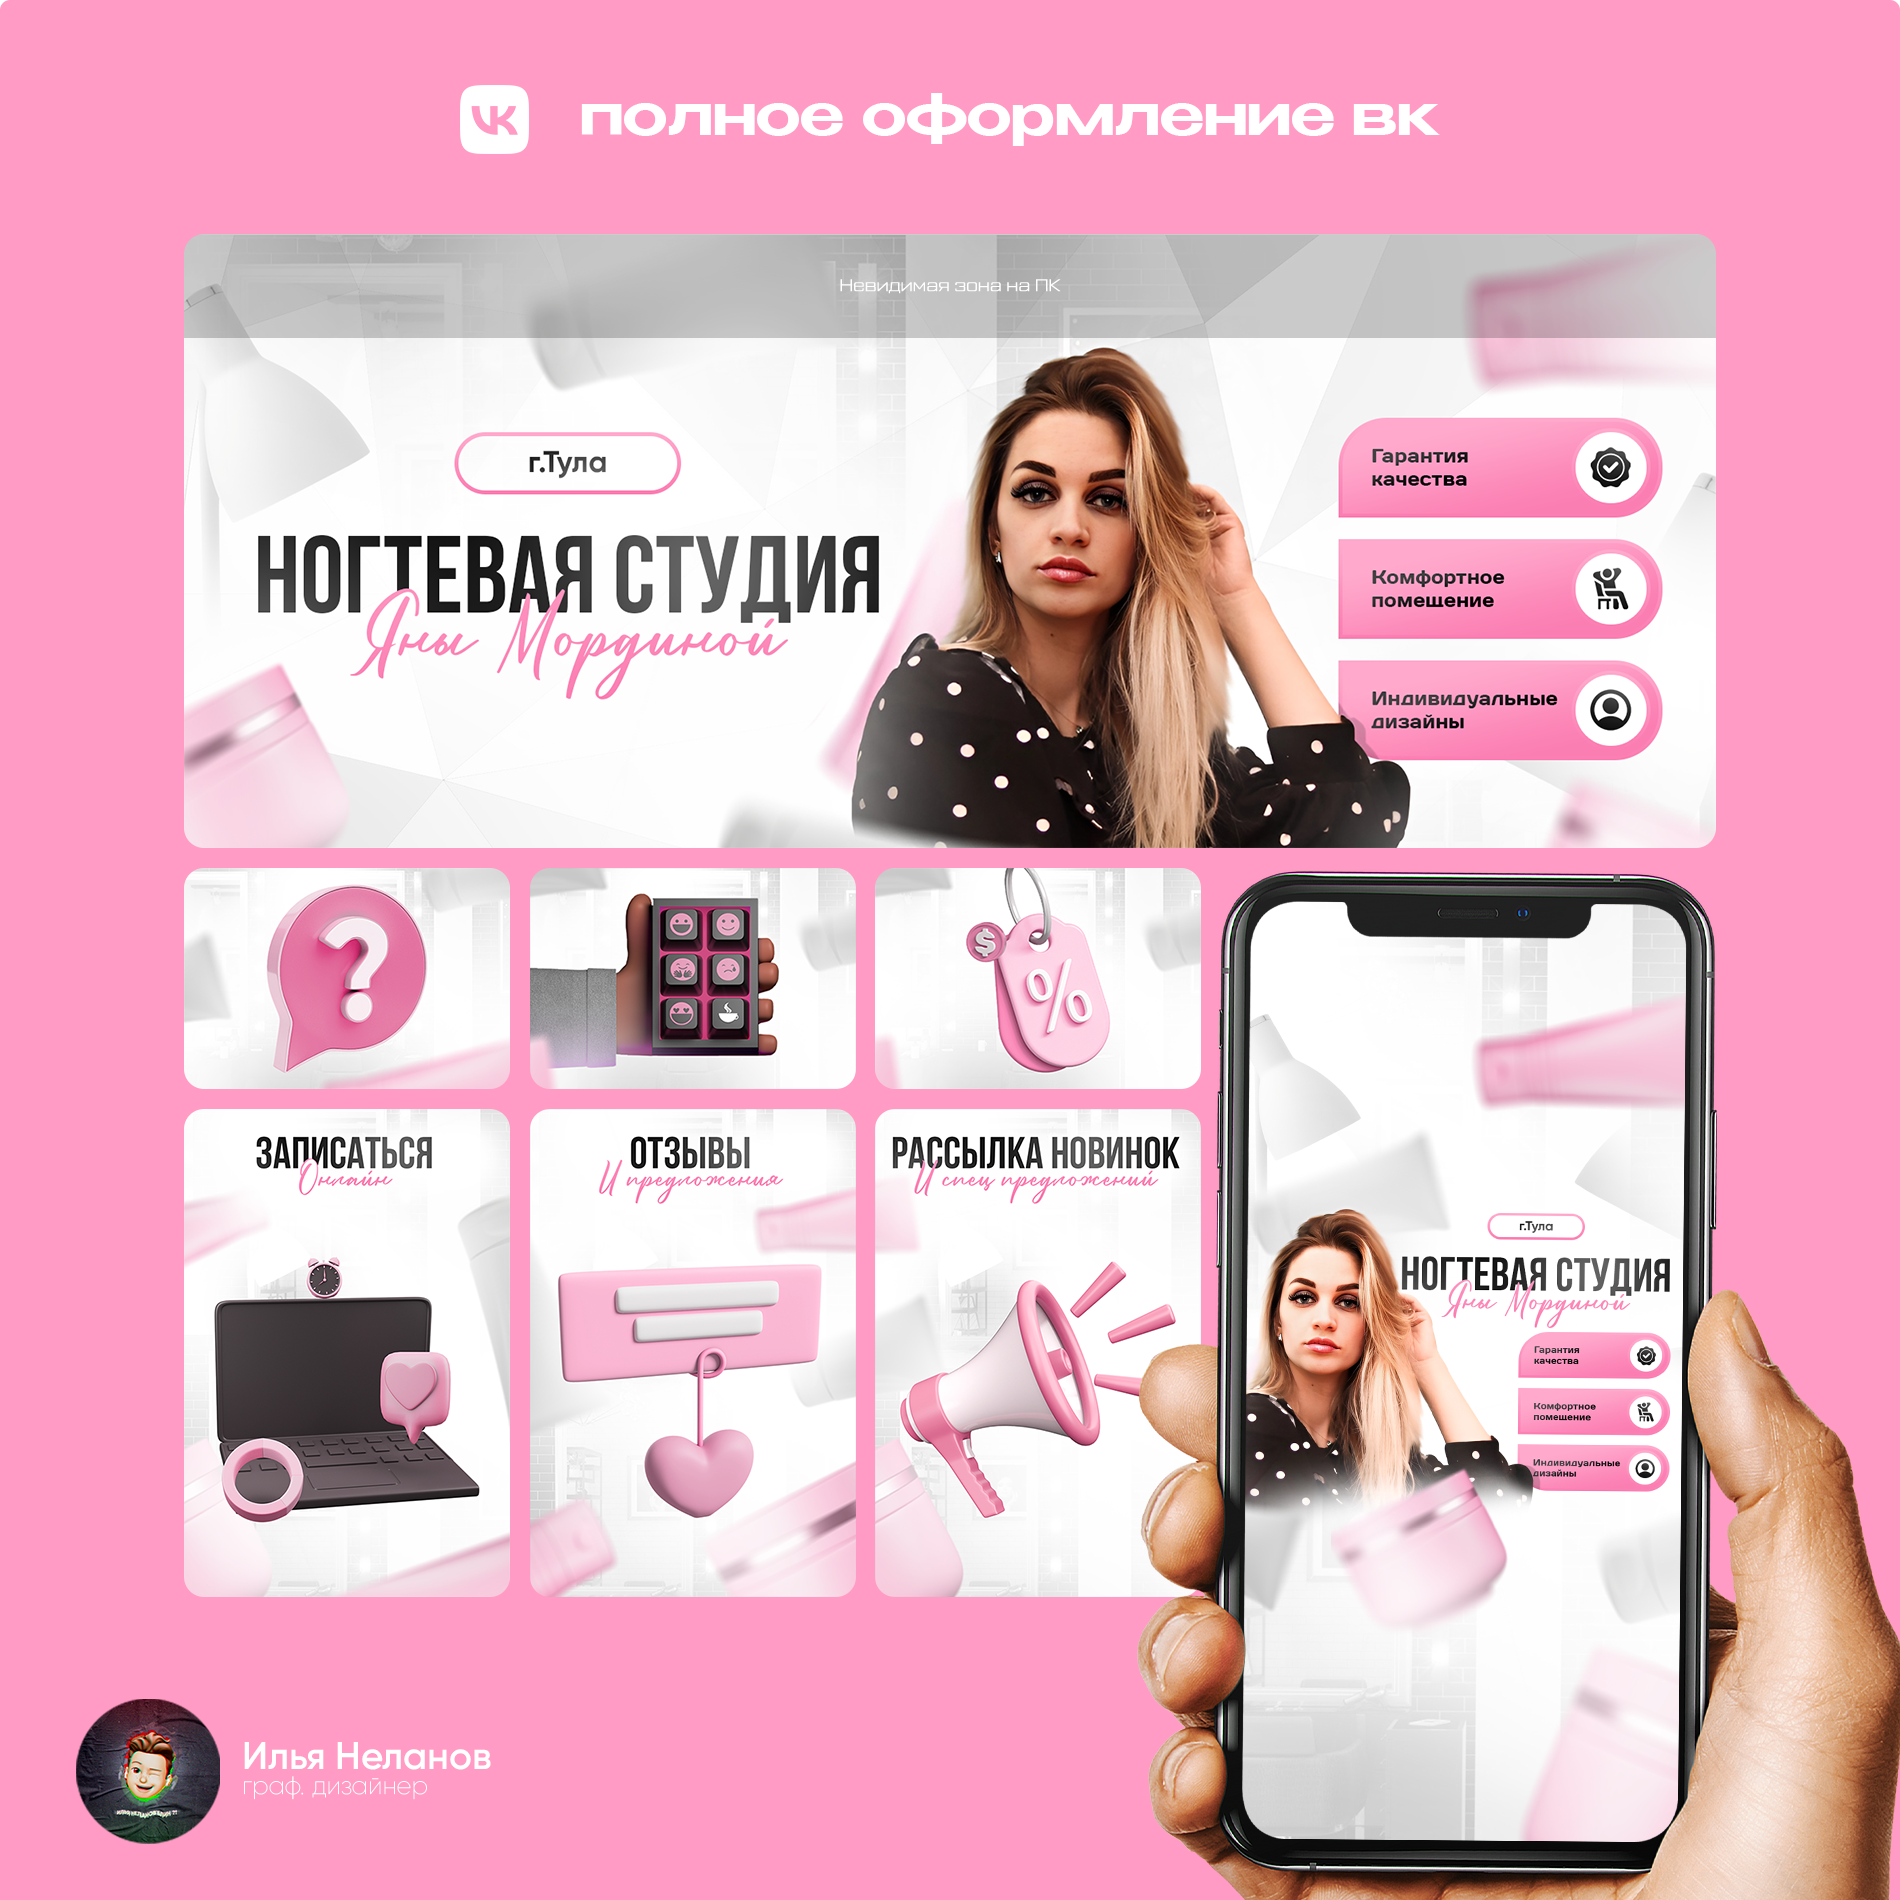 полное оформление вк
Невидимая зона на ПК
г.Тула
НОГТЕВАЯ СТУДИЯ
Яны Мординой
Гарантия
качества
Комфортное
помещение
Индивидуальные
дизайны
ЗАПИСАТЬСЯ
Онлайн
ОТЗЫВЫ
И предложения
РАССЫЛКА НОВИНОК
И спец предложений
г.Тула
НОГТЕВАЯ СТУДИЯ
Яны Мординой
Гарантия
качества
Комфортное
помещение
Индивидуальные
дизайны
Илья Неланов
граф. дизайнер